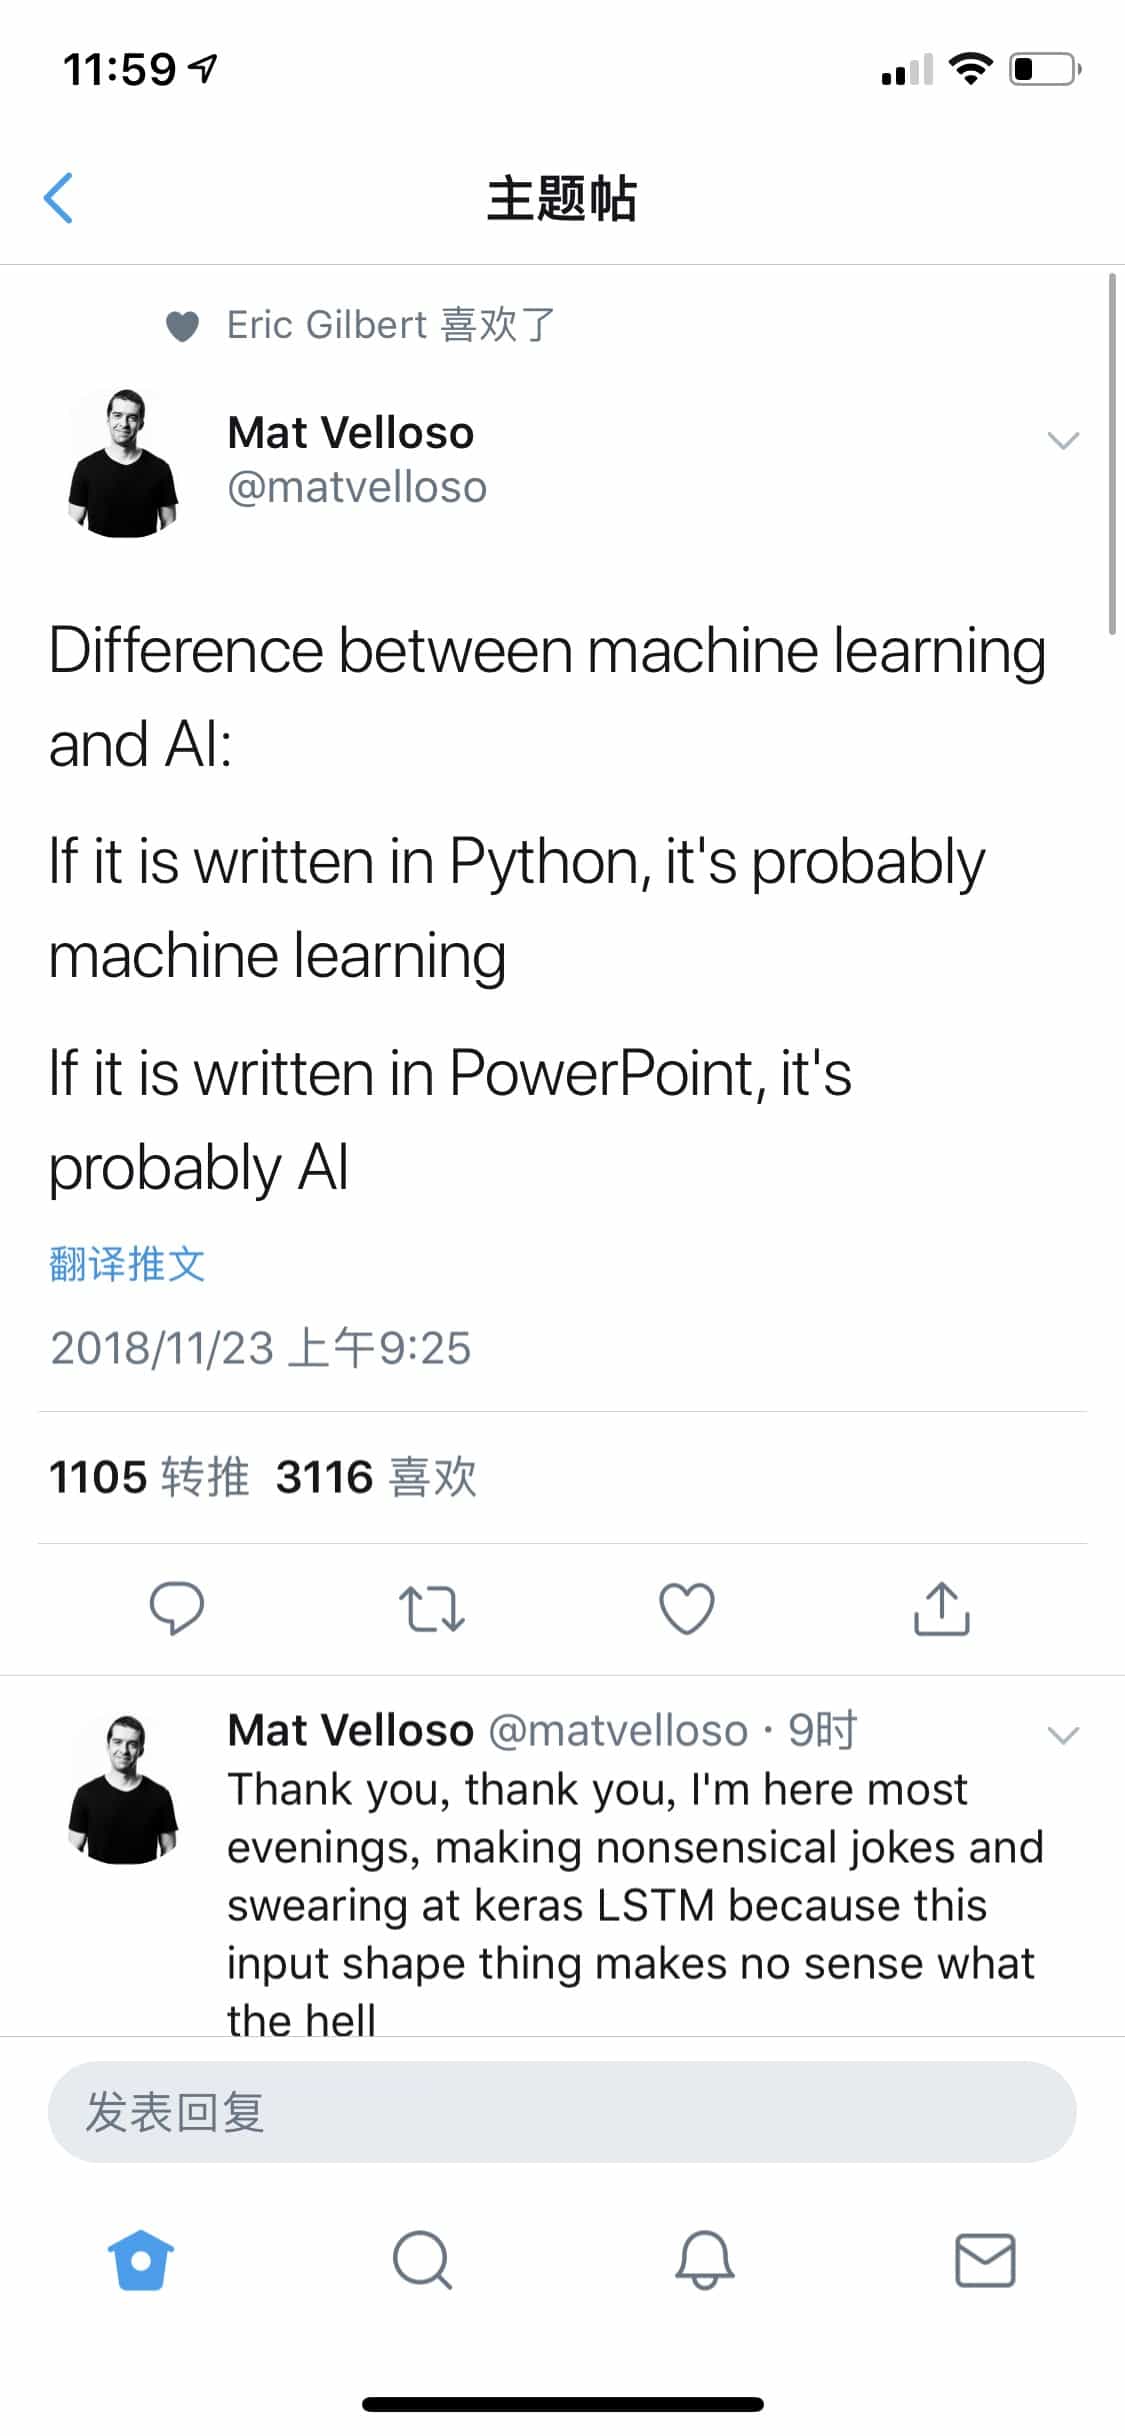 11:59
主题帖
Eric Gilbert 喜欢了
Mat Velloso
@matvelloso
Difference between machine learning
and AI:
If it is written in Python, it's probably
machine learning
If it is written in PowerPoint, it's
probably AI
翻译推文
2018/11/23 上午9:25
1105 转推 3116 喜欢
Mat Velloso @matvelloso · 9时
Thank you, thank you, I'm here most
evenings, making nonsensical jokes and
swearing at keras LSTM because this
input shape thing makes no sense what
the hell
发表回复